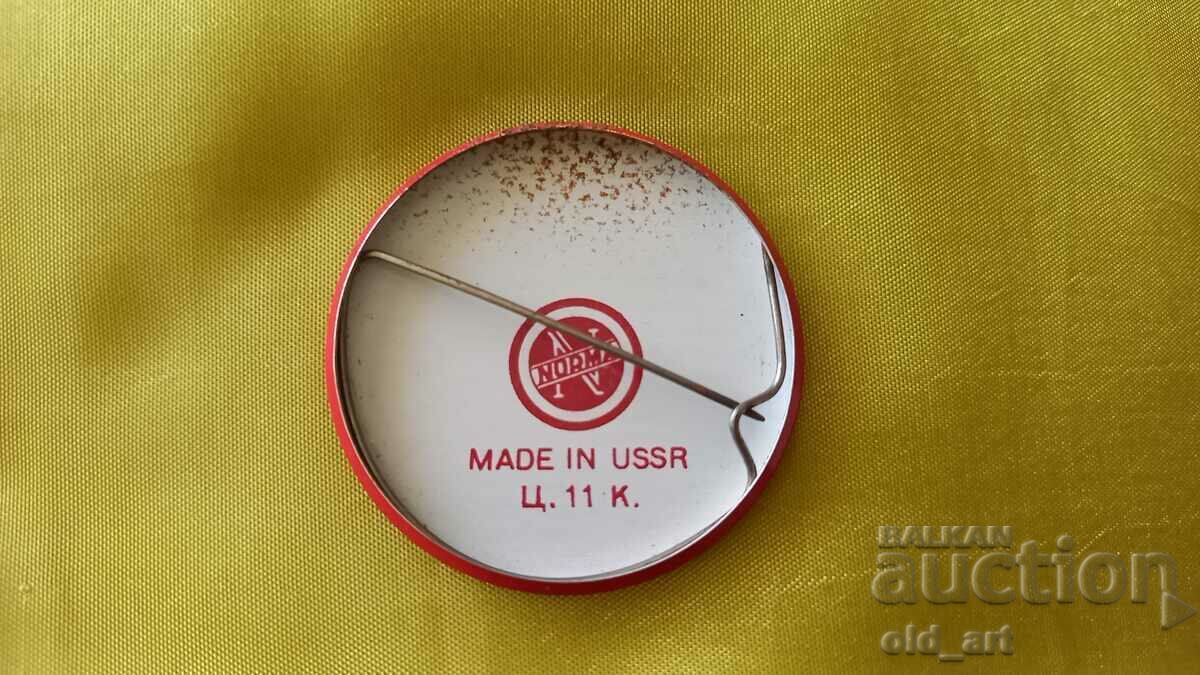 NORMA
MADE IN USSR
Ц. 11 К.
BALKAN
auction
old_art